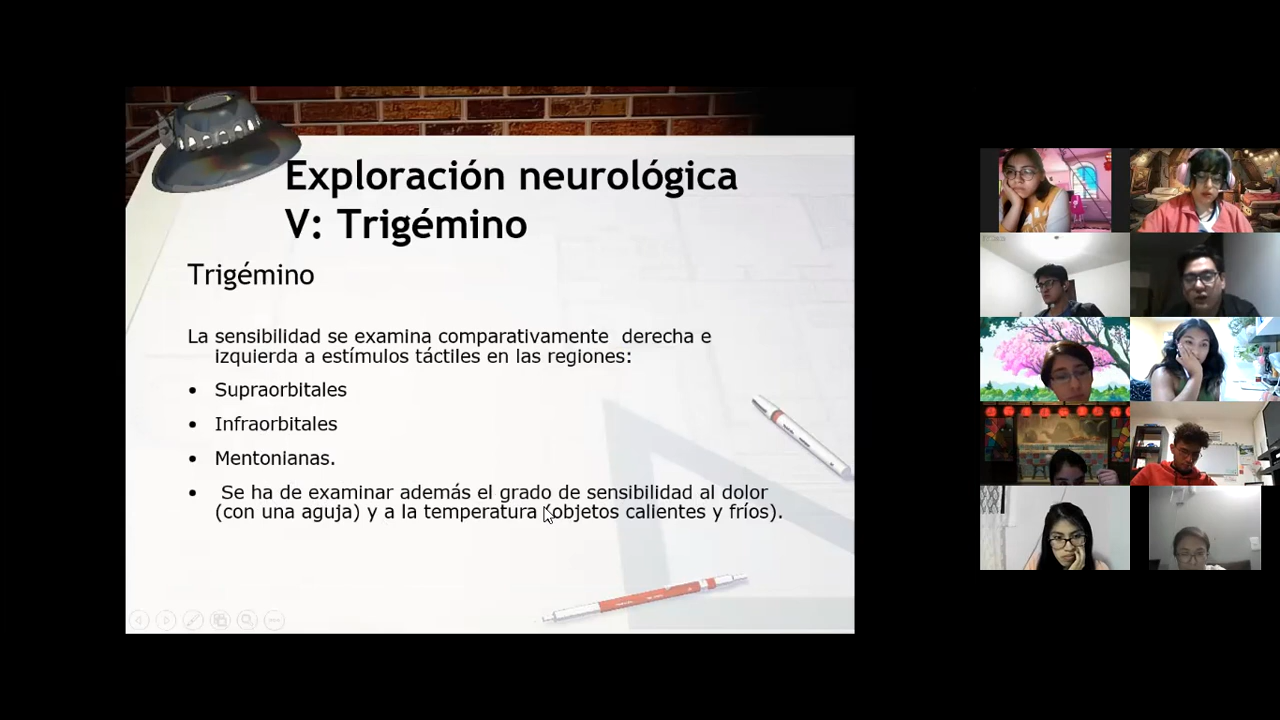 Exploración neurológica
V: Trigémino
Trigémino
La sensibilidad se examina comparativamente  derecha e
izquierda a estímulos táctiles en las regiones:
• Supraorbitales
• Infraorbitales
• Mentonianas.
• Se ha de examinar además el grado de sensibilidad al dolor
(con una aguja) y a la temperatura (objetos calientes y fríos).